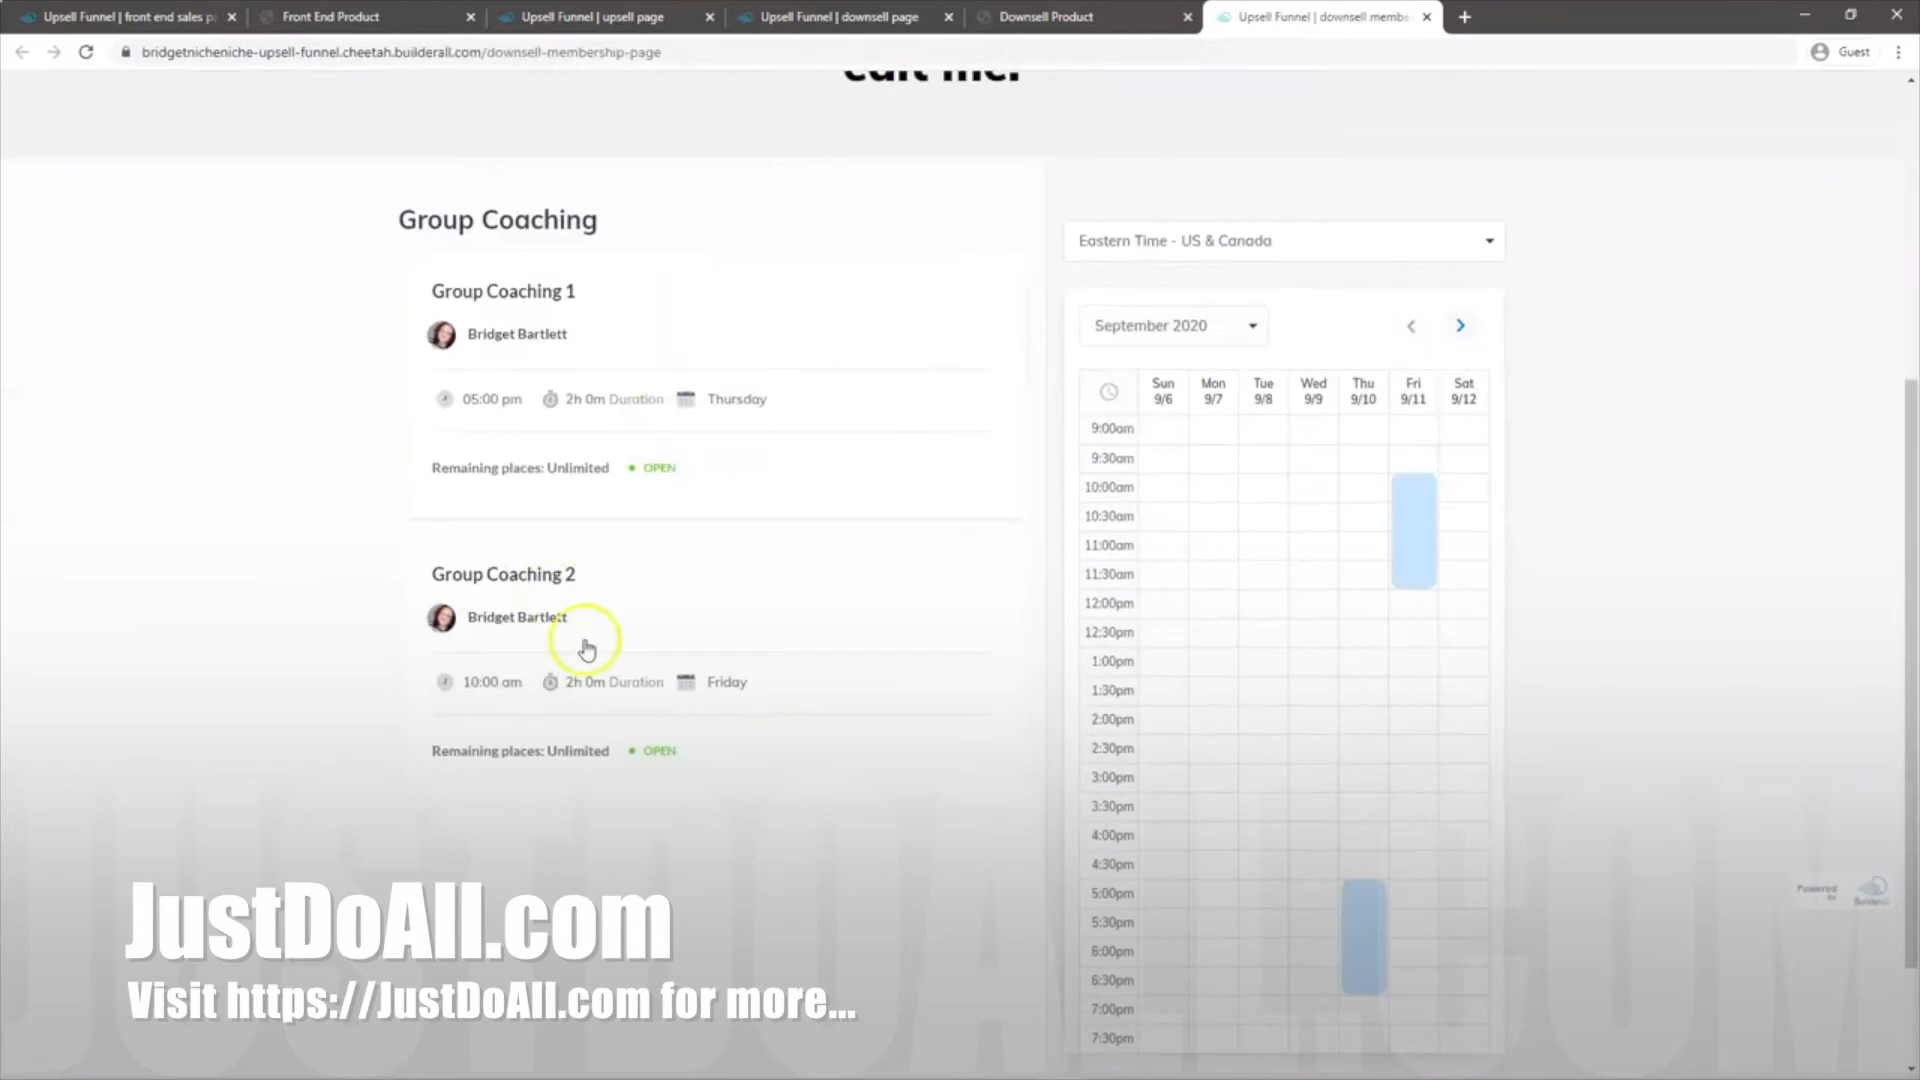 Upsell Funnel | front end sales p
Front End Product
Upsell Funnel | upsell page
Upsell Funnel | downsell page
Downsell Product
Upsell Funnel | downsell membe
bridgetnicheniche-upsell-funnel.cheetah.builderall.com/downsell-membership-page
Guest
edit me.
Group Coaching
Group Coaching 1
Bridget Bartlett
05:00 pm 2h 0m Duration Thursday
Remaining places: Unlimited • OPEN
Group Coaching 2
Bridget Bartlett
10:00 am 2h 0m Duration Friday
Remaining places: Unlimited • OPEN
Eastern Time - US & Canada
September 2020
Sun Mon Tue Wed Thu Fri Sat
9/6 9/7 9/8 9/9 9/10 9/11 9/12
9:00am
9:30am
10:00am
10:30am
11:00am
11:30am
12:00pm
12:30pm
1:00pm
1:30pm
2:00pm
2:30pm
3:00pm
3:30pm
4:00pm
4:30pm
5:00pm
5:30pm
6:00pm
6:30pm
7:00pm
7:30pm
Powered
by
Builderall
JustDoAll.com
Visit https://JustDoAll.com for more...
JUSTDOALL.COM